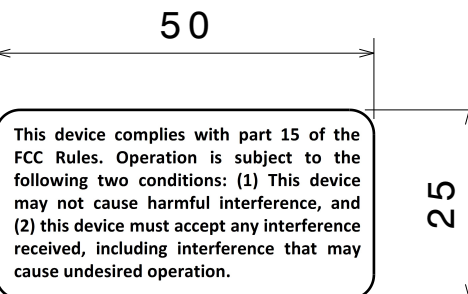 50
This device complies with part 15 of the
FCC Rules. Operation is subject to the
following two conditions: (1) This device
may not cause harmful interference, and
(2) this device must accept any interference
received, including interference that may
cause undesired operation.
25